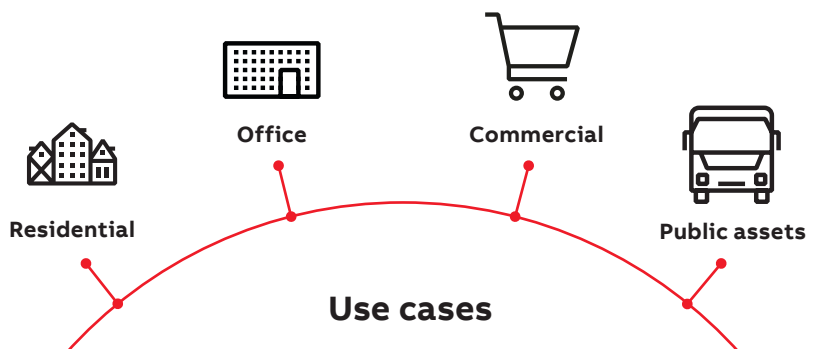 Office
Commercial
Residential
Public assets
Use cases